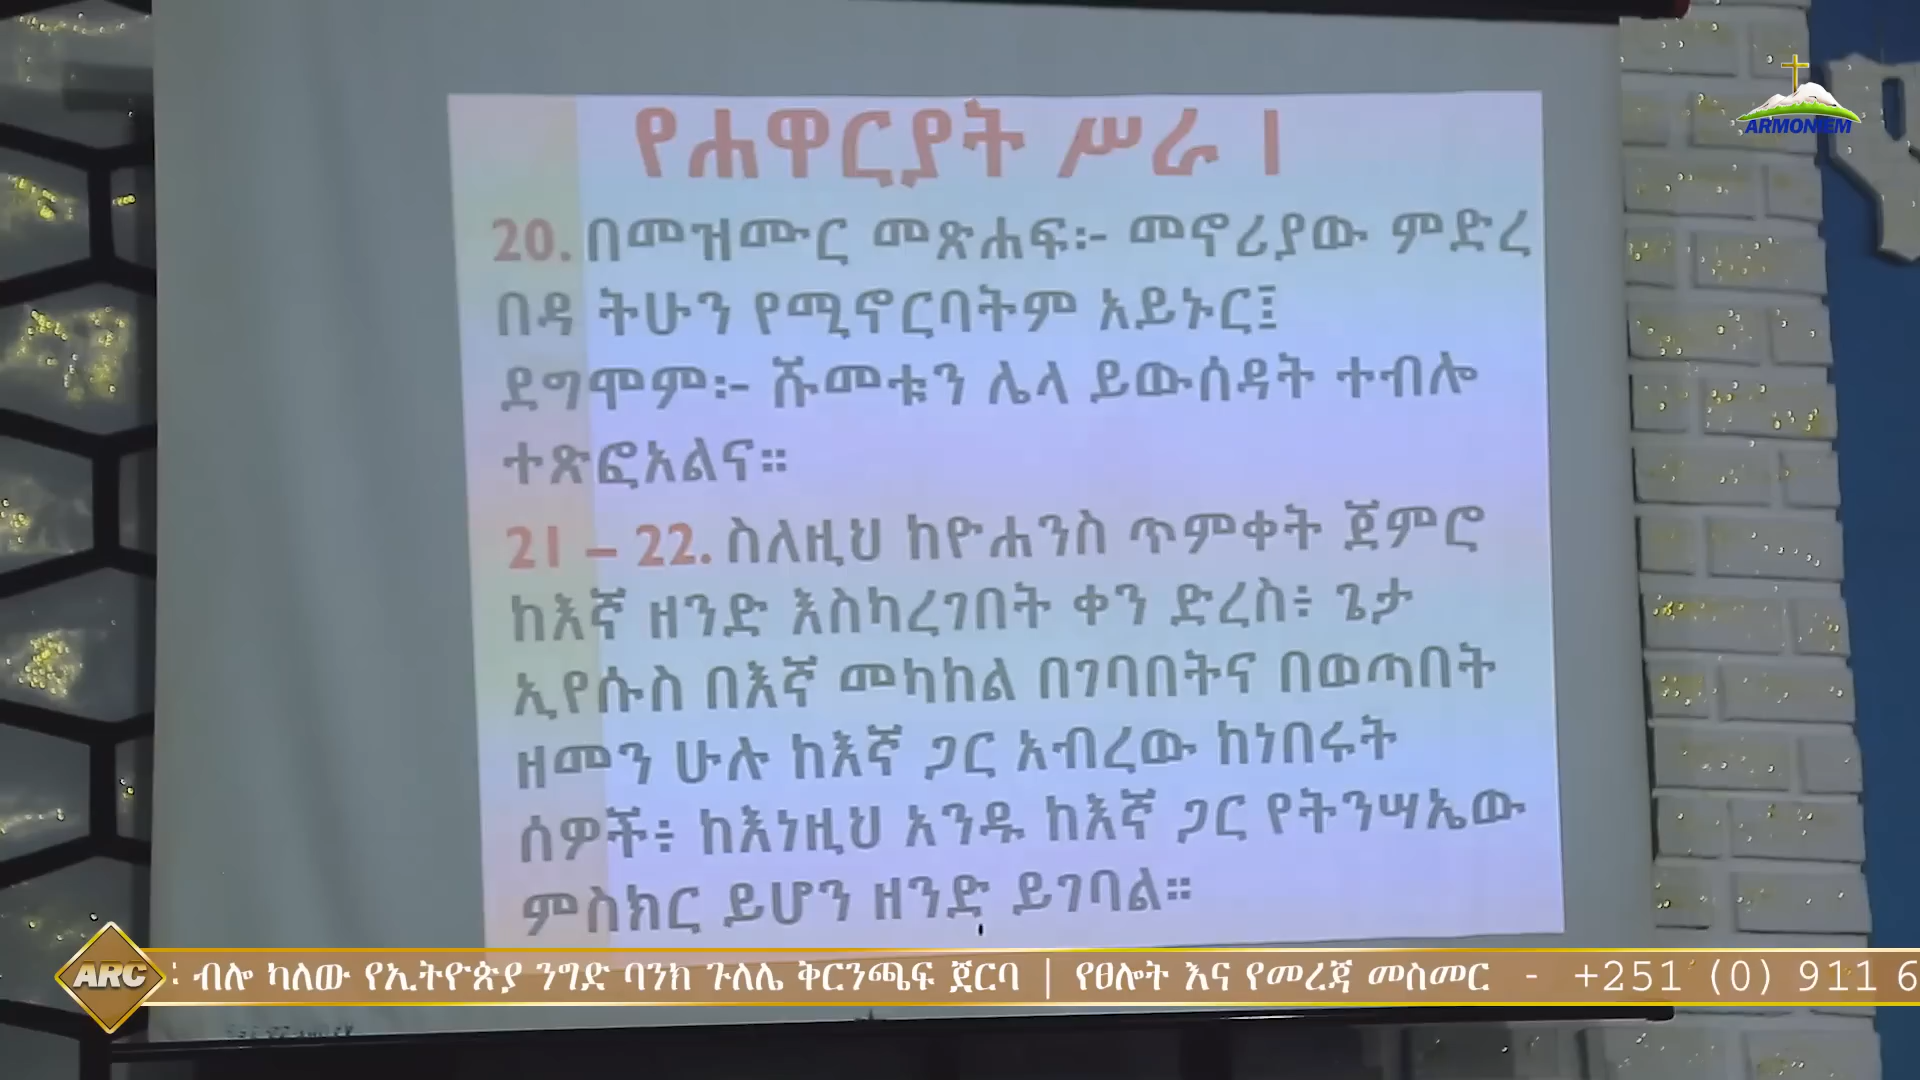 የሐዋርያት ሥራ 1
20. በመዝሙር መጽሐፍ፦ መኖሪያው ምድረ
በዳ ትሁን የሚኖርባትም አይኑር፤
ደግሞም፦ ሹመቱን ሌላ ይውሰዳት ተብሎ
ተጽፎአልና።
21 – 22. ስለዚህ ከዮሐንስ ጥምቀት ጀምሮ
ከእኛ ዘንድ እስካረገበት ቀን ድረስ፥ ጌታ
ኢየሱስ በእኛ መካከል በገባበትና በወጣበት
ዘመን ሁሉ ከእኛ ጋር አብረው ከነበሩት
ሰዎች፥ ከእነዚህ አንዱ ከእኛ ጋር የትንሣኤው
ምስክር ይሆን ዘንድ ይገባል።
ARMONIEM
ARC
ብሎ ካለው የኢትዮጵያ ንግድ ባንክ ጉለሌ ቅርንጫፍ ጀርባ | የፀሎት እና የመረጃ መስመር - +251 (0) 911 6